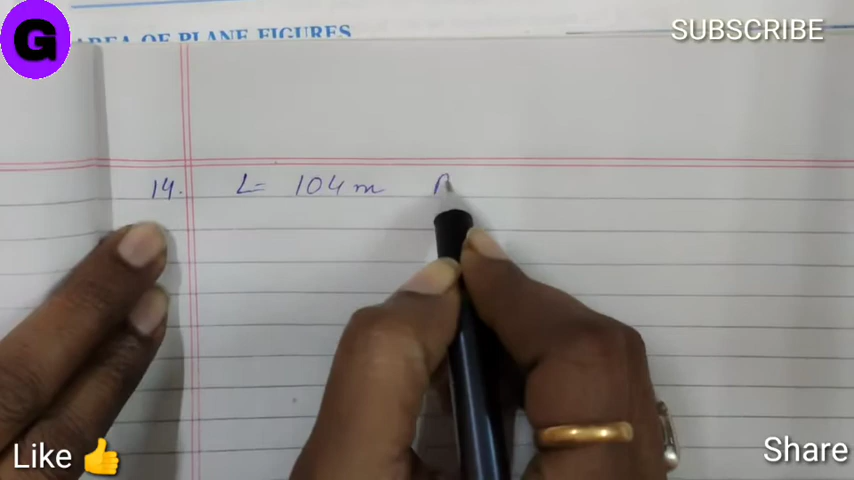 G
AREA OF PLANE FIGURES
SUBSCRIBE
14. L= 104 m
Like
Share